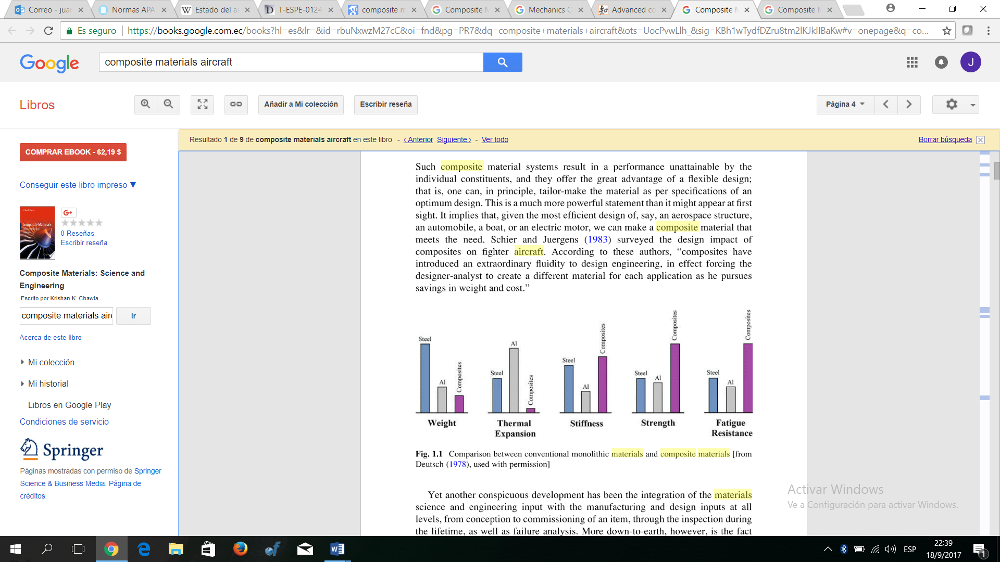 Correo - juai
Normas APA
Estado del a
T-ESPE-0124
composite m
Composite M
Mechanics O
Advanced co
Composite M
Composite M
Es seguro
https://books.google.com.ec/books?hl=es&lr=&id=rbuNxwzM27cC&oi=fnd&pg=PR7&dq=composite+materials+aircraft&ots=UocPvwLlh_&sig=KBh1wTydfDZru8tm2lKJklIBaKw#v=onepage&q=co...
Google
composite materials aircraft
J
Libros
Añadir a Mi colección
Escribir reseña
Página 4
Resultado 1 de 9 de composite materials aircraft en este libro - ‹ Anterior Siguiente › - Ver todo
Borrar búsqueda
COMPRAR EBOOK - 62,19 $
Conseguir este libro impreso ▼
Composite Materials
G+
0 Reseñas
Escribir reseña
Composite Materials: Science and
Engineering
Escrito por Krishan K. Chawla
composite materials airc
Ir
Acerca de este libro
Mi colección
Mi historial
Libros en Google Play
Condiciones de servicio
Springer
Páginas mostradas con permiso de Springer
Science & Business Media. Página de
créditos.
Such composite material systems result in a performance unattainable by the
individual constituents, and they offer the great advantage of a flexible design;
that is, one can, in principle, tailor-make the material as per specifications of an
optimum design. This is a much more powerful statement than it might appear at first
sight. It implies that, given the most efficient design of, say, an aerospace structure,
an automobile, a boat, or an electric motor, we can make a composite material that
meets the need. Schier and Juergens (1983) surveyed the design impact of
composites on fighter aircraft. According to these authors, “composites have
introduced an extraordinary fluidity to design engineering, in effect forcing the
designer-analyst to create a different material for each application as he pursues
savings in weight and cost.”
Steel
Al
Composites
Weight
Steel
Al
Composites
Thermal
Expansion
Steel
Al
Composites
Stiffness
Steel
Al
Composites
Strength
Steel
Al
Composites
Fatigue
Resistance
Fig. 1.1 Comparison between conventional monolithic materials and composite materials [from
Deutsch (1978), used with permission]
Yet another conspicuous development has been the integration of the materials
science and engineering input with the manufacturing and design inputs at all
levels, from conception to commissioning of an item, through the inspection during
the lifetime, as well as failure analysis. More down-to-earth, however, is the fact
Activar Windows
Ve a Configuración para activar Windows.
ESP
22:39
18/9/2017
1